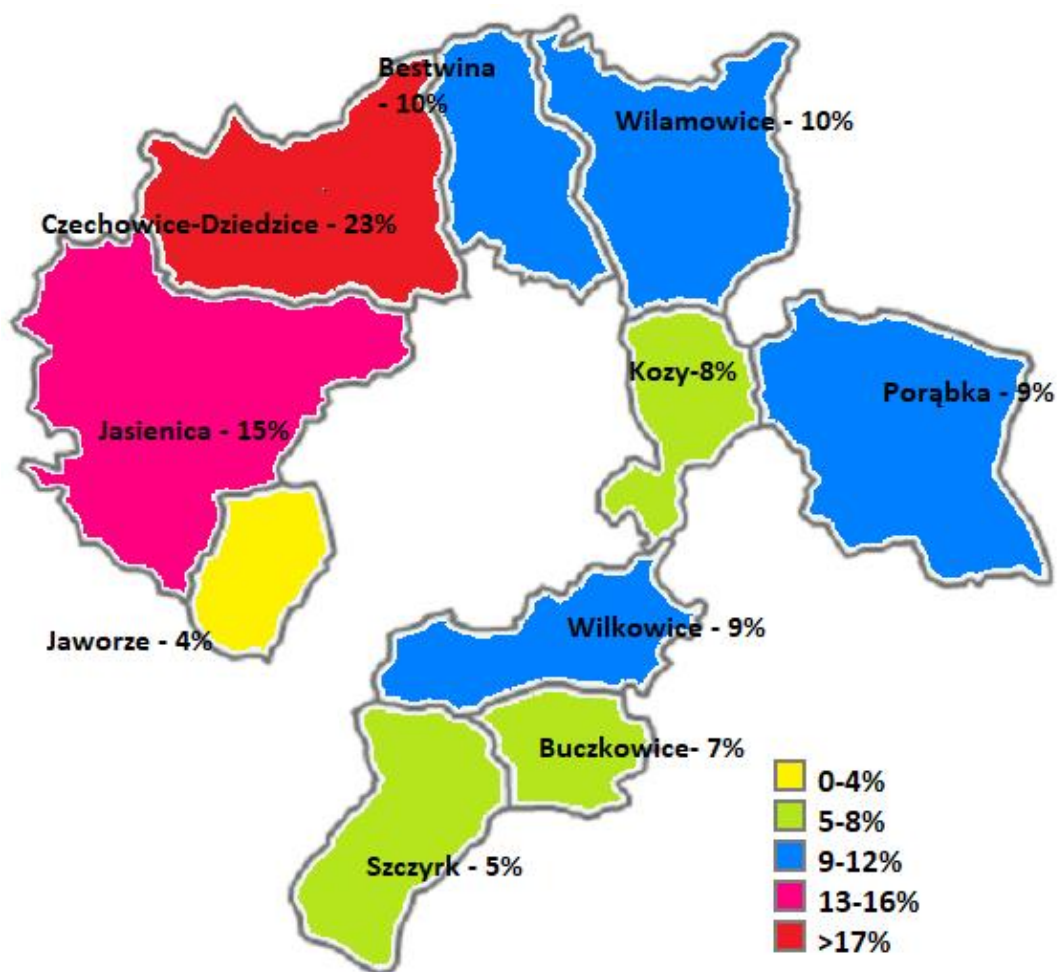 Bestwina
- 10%
Wilamowice - 10%
Czechowice-Dziedzice - 23%
Kozy-8%
Porąbka - 9%
Jasienica - 15%
Jaworze - 4%
Wilkowice - 9%
Buczkowice- 7%
Szczyrk - 5%
0-4%
5-8%
9-12%
13-16%
>17%